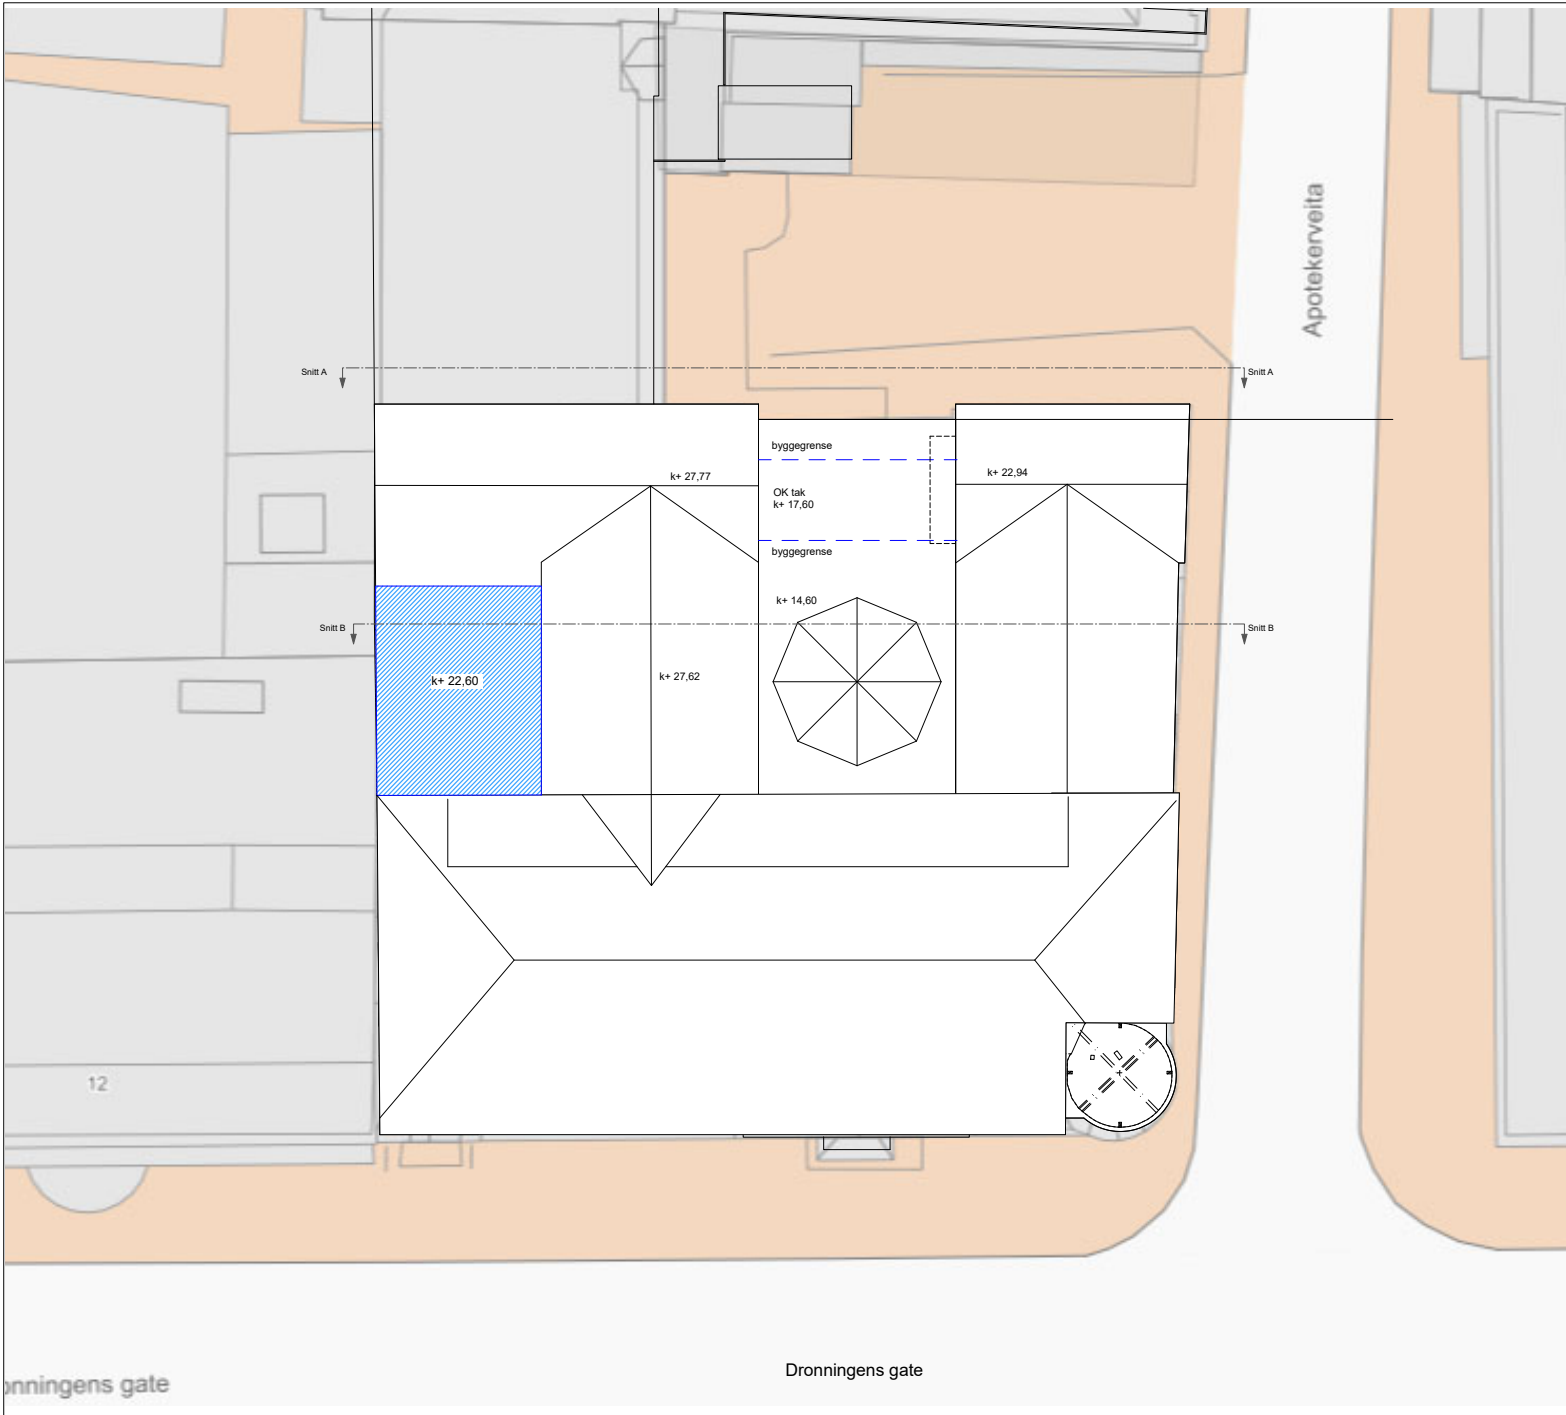 Apotekerveita
Snitt A
Snitt A
byggegrense
k+ 27,77
k+ 22,94
OK tak
k+ 17,60
byggegrense
k+ 14,60
Snitt B
Snitt B
k+ 22,60
k+ 27,62
12
Dronningens gate
onningens gate